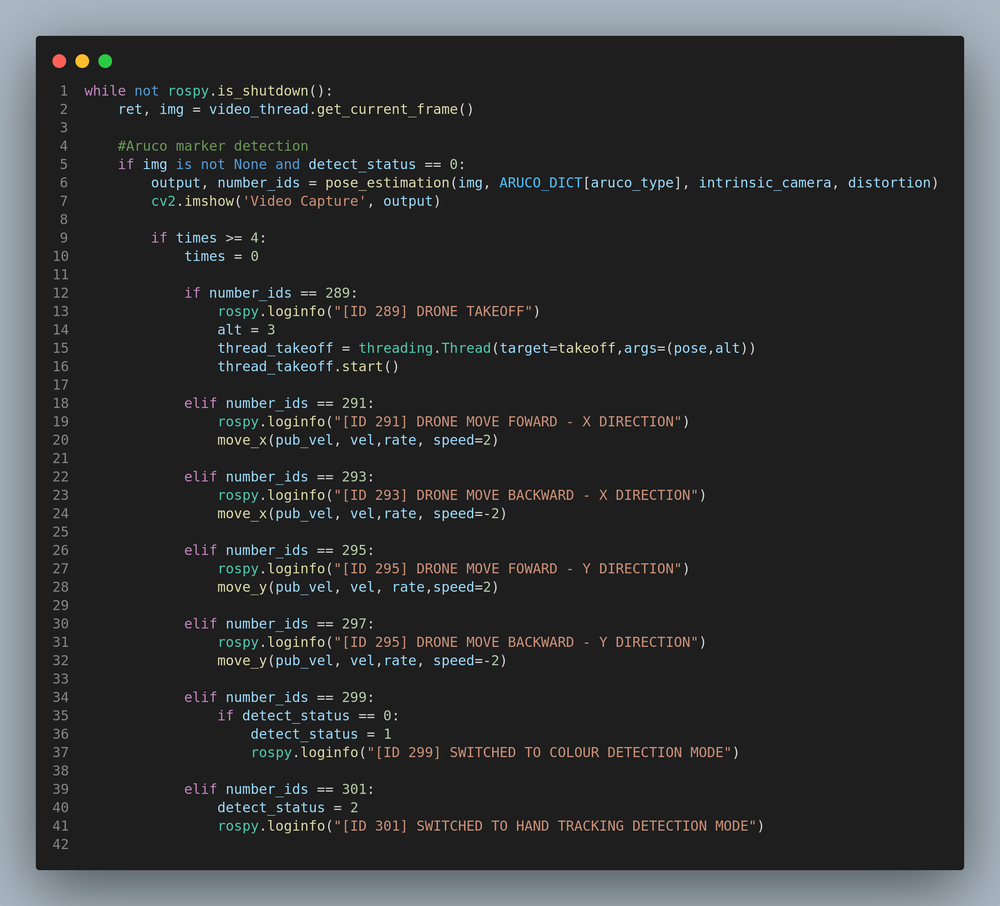 1 while not rospy.is_shutdown():
2     ret, img = video_thread.get_current_frame()
3
4     #Aruco marker detection
5     if img is not None and detect_status == 0:
6         output, number_ids = pose_estimation(img, ARUCO_DICT[aruco_type], intrinsic_camera, distortion)
7         cv2.imshow('Video Capture', output)
8
9         if times >= 4:
10             times = 0
11
12             if number_ids == 289:
13                 rospy.loginfo("[ID 289] DRONE TAKEOFF")
14                 alt = 3
15                 thread_takeoff = threading.Thread(target=takeoff,args=(pose,alt))
16                 thread_takeoff.start()
17
18             elif number_ids == 291:
19                 rospy.loginfo("[ID 291] DRONE MOVE FOWARD - X DIRECTION")
20                 move_x(pub_vel, vel,rate, speed=2)
21
22             elif number_ids == 293:
23                 rospy.loginfo("[ID 293] DRONE MOVE BACKWARD - X DIRECTION")
24                 move_x(pub_vel, vel,rate, speed=-2)
25
26             elif number_ids == 295:
27                 rospy.loginfo("[ID 295] DRONE MOVE FOWARD - Y DIRECTION")
28                 move_y(pub_vel, vel, rate,speed=2)
29
30             elif number_ids == 297:
31                 rospy.loginfo("[ID 295] DRONE MOVE BACKWARD - Y DIRECTION")
32                 move_y(pub_vel, vel,rate, speed=-2)
33
34             elif number_ids == 299:
35                 if detect_status == 0:
36                     detect_status = 1
37                     rospy.loginfo("[ID 299] SWITCHED TO COLOUR DETECTION MODE")
38
39             elif number_ids == 301:
40                 detect_status = 2
41                 rospy.loginfo("[ID 301] SWITCHED TO HAND TRACKING DETECTION MODE")
42